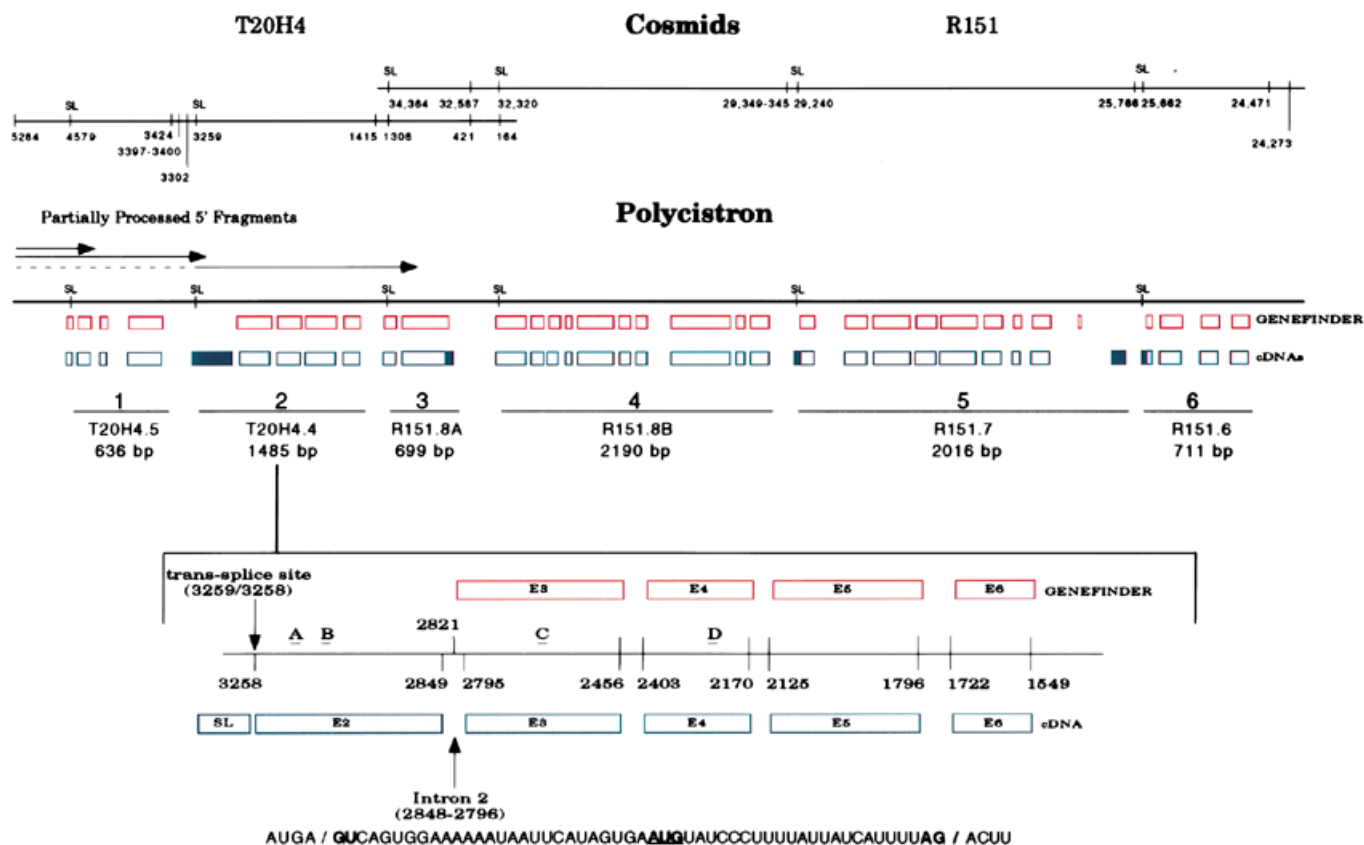 T20H4 Cosmids R151
SL SL SL SL
34,364 32,567 32,320 29,349-345 29,240 25,766 25,662 24,471
SL SL
5264 4579 3424 3259 1415 1306 421 164
3397-3400
24,273
3302
Partially Processed 5' Fragments
Polycistron
SL SL SL SL SL SL
GENEFINDER
cDNAs
1 2 3 4 5 6
T20H4.5 T20H4.4 R151.8A R151.8B R151.7 R151.6
636 bp 1485 bp 699 bp 2190 bp 2016 bp 711 bp
trans-splice site
(3259/3258)
E3 E4 E5 E6 GENEFINDER
A B 2821 C D
3258 2849 2795 2456 2403 2170 2125 1796 1722 1549
SL E2 E3 E4 E5 E6 cDNA
Intron 2
(2848-2796)
AUGA / GUCAGUGGAAAAAAUAAUUCAUAGUGAAUGUAUCCCUUUUAUUAUCAUUUUAG / ACUU